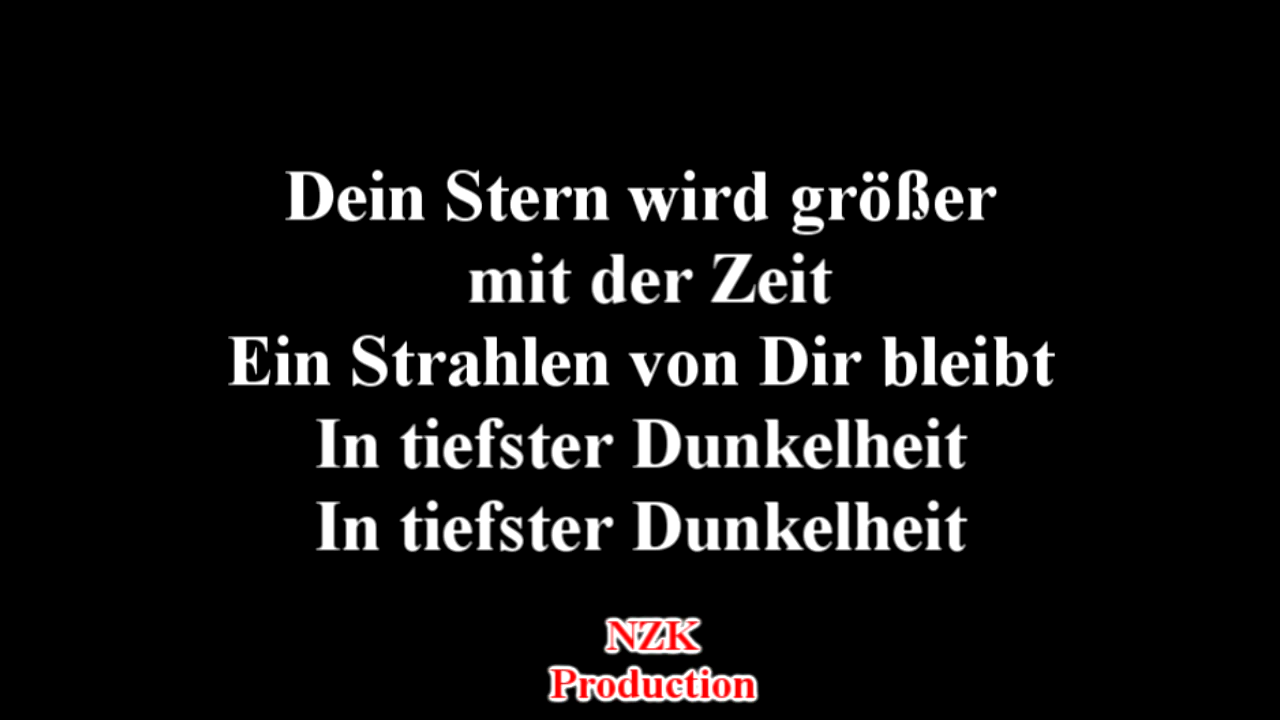 Dein Stern wird größer
mit der Zeit
Ein Strahlen von Dir bleibt
In tiefster Dunkelheit
In tiefster Dunkelheit
NZK
Production